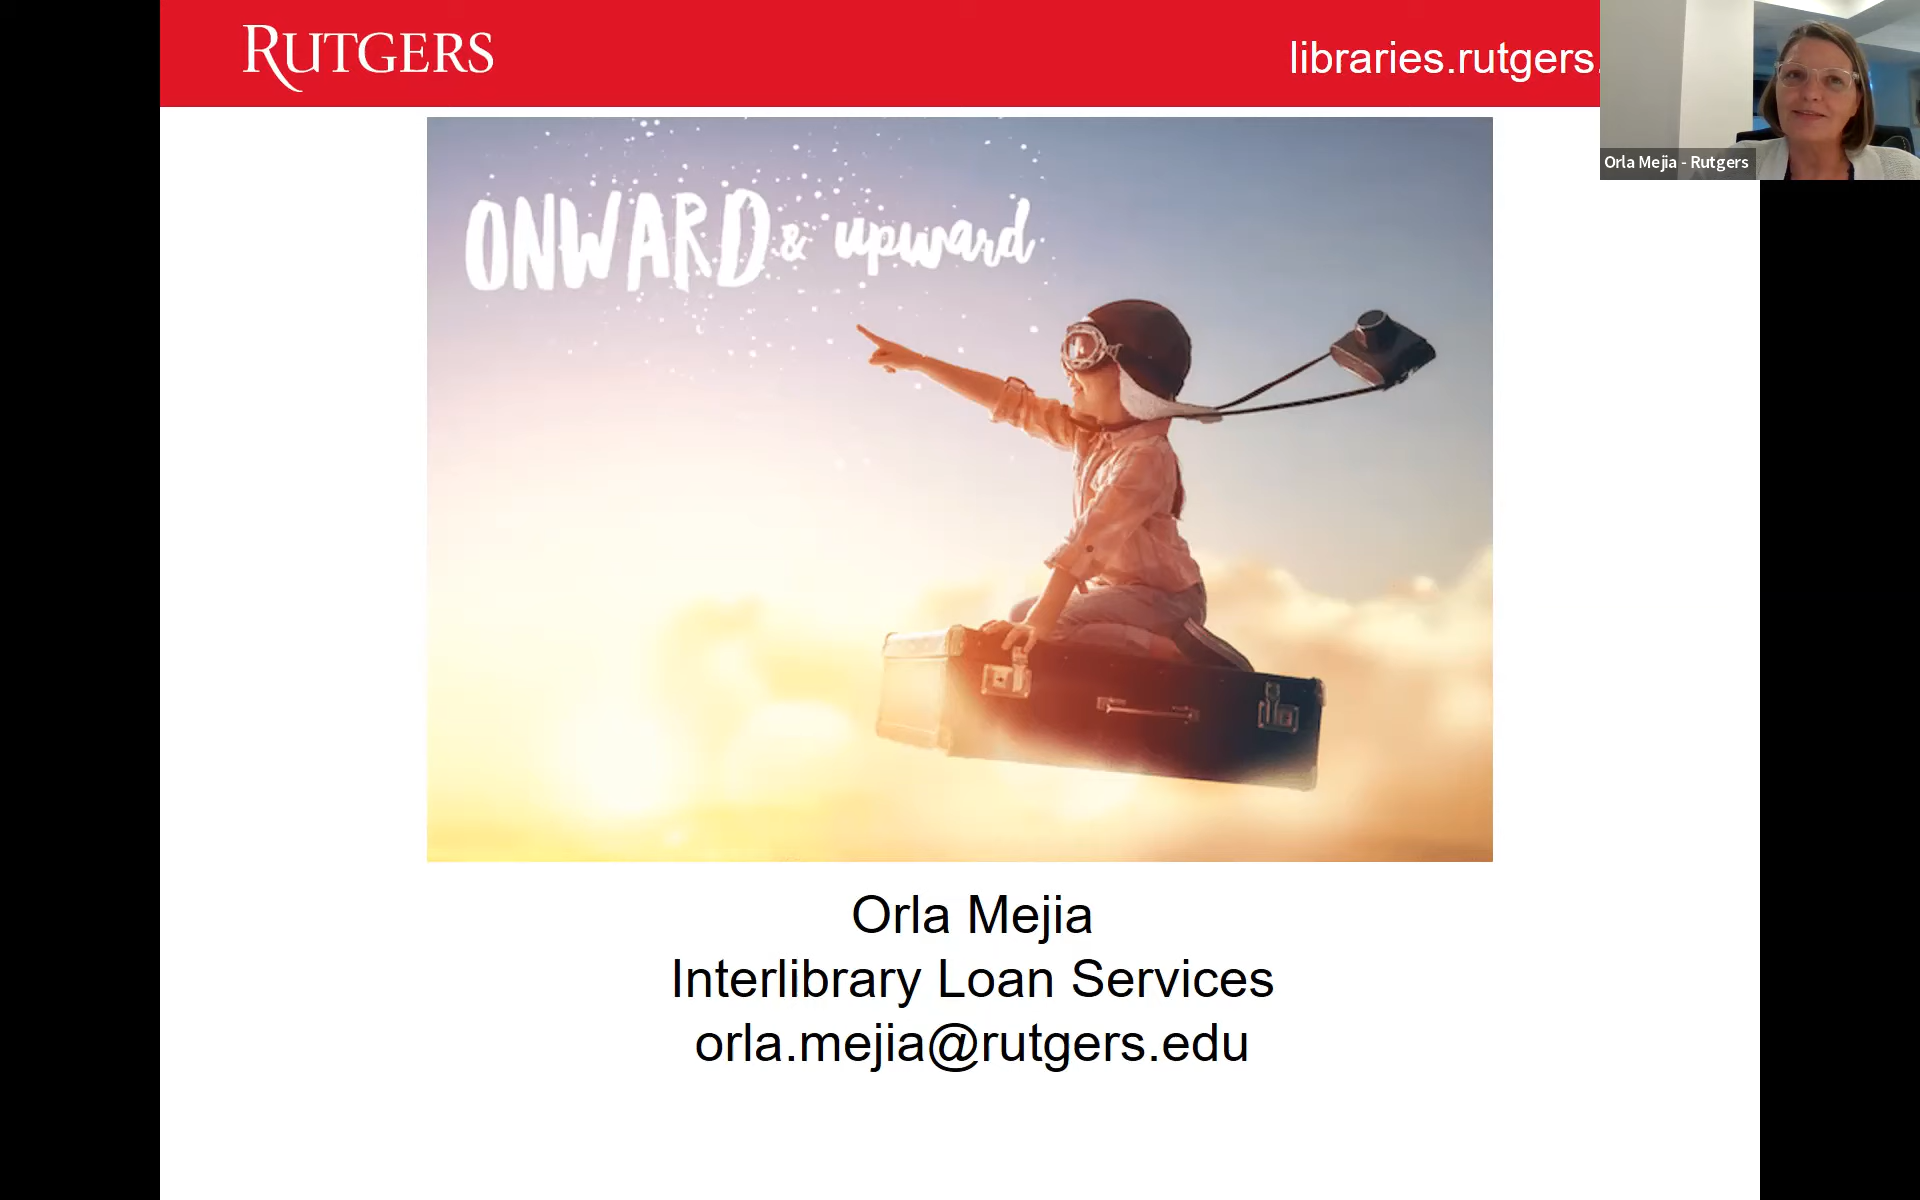 RUTGERS
libraries.rutgers.
Orla Mejia - Rutgers
ONWARD & upward
Orla Mejia
Interlibrary Loan Services
orla.mejia@rutgers.edu